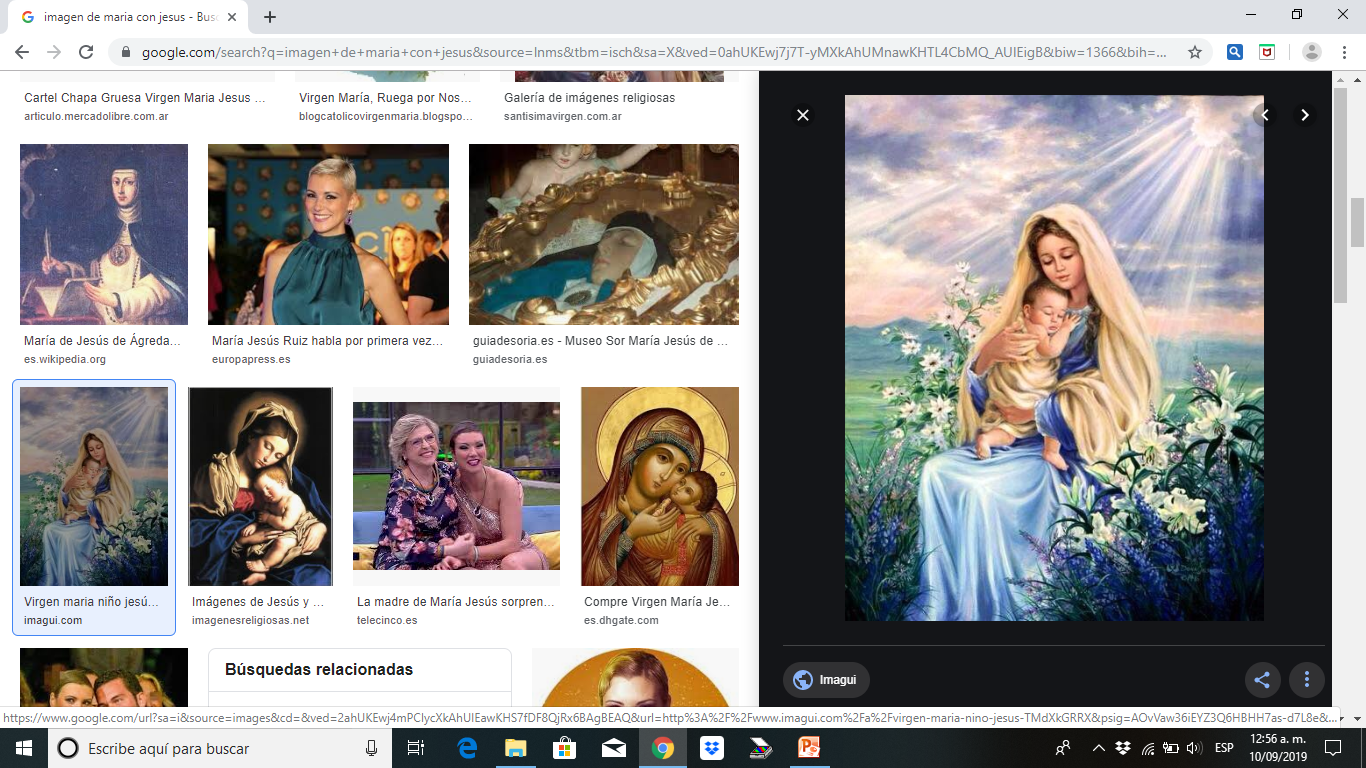 imagen de maria con jesus - Busc
google.com/search?q=imagen+de+maria+con+jesus&source=lnms&tbm=isch&sa=X&ved=0ahUKEwj7j7T-yMXkAhUMnawKHTL4CbMQ_AUIEigB&biw=1366&bih=...
Cartel Chapa Gruesa Virgen Maria Jesus ...
articulo.mercadolibre.com.ar
Virgen María, Ruega por Nos...
blogcatolicovirgenmaria.blogspo...
Galería de imágenes religiosas
santisimavirgen.com.ar
María de Jesús de Ágreda...
es.wikipedia.org
María Jesús Ruiz habla por primera vez...
europapress.es
guiadesoria.es - Museo Sor María Jesús de ...
guiadesoria.es
Virgen maria niño jesú...
imagui.com
Imágenes de Jesús y ...
imagenesreligiosas.net
La madre de María Jesús sorpren...
telecinco.es
Compre Virgen María Je...
es.dhgate.com
Búsquedas relacionadas
Imagui
https://www.google.com/url?sa=i&source=images&cd=&ved=2ahUKEwj4mPCIycXkAhUIEawKHS7fDF8QjRx6BAgBEAQ&url=http%3A%2F%2Fwww.imagui.com%2Fa%2Fvirgen-maria-nino-jesus-TMdXkGRRX&psig=AOvVaw36iEYZ3Q6HBHH7as-d7L8e&...
Escribe aquí para buscar
ESP
12:56 a. m.
10/09/2019